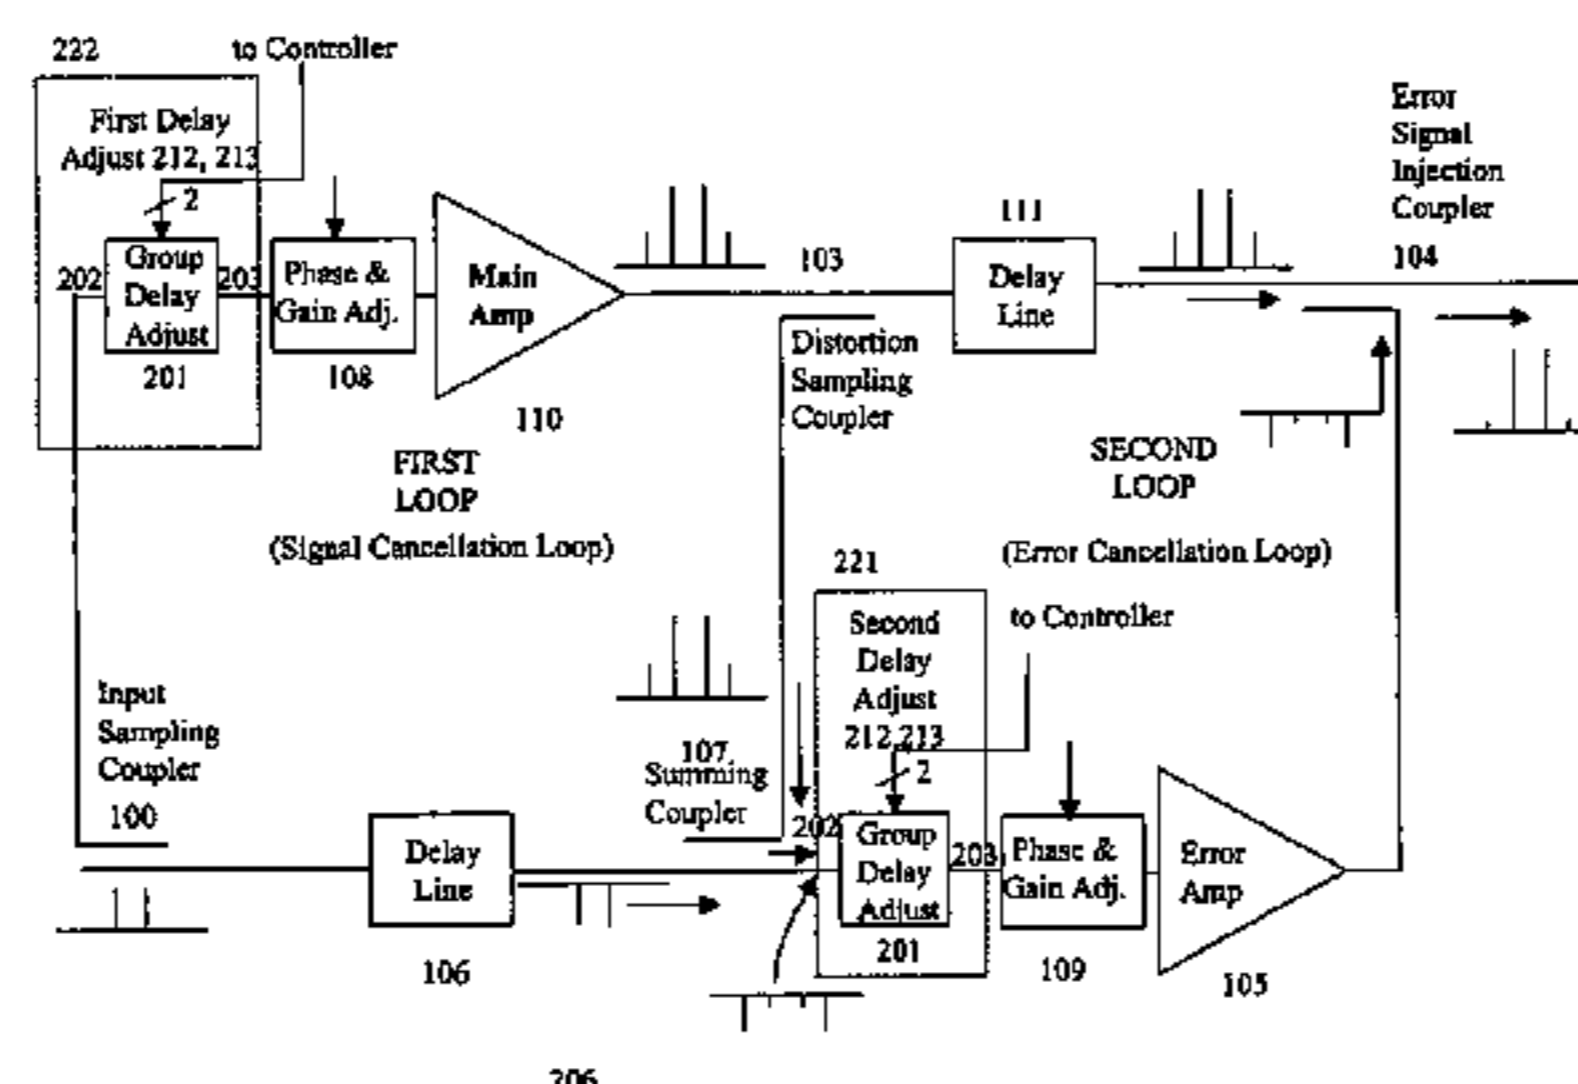 222
to Controller
First Delay
Adjust 212, 213
2
202
Group
Delay
Adjust
201
203
Phase &
Gain Adj.
108
Main
Amp
110
103
Distortion
Sampling
Coupler
111
Delay
Line
Error
Signal
Injection
Coupler
104
FIRST
LOOP
(Signal Cancellation Loop)
SECOND
LOOP
(Error Cancellation Loop)
221
Second
Delay
Adjust
212,213
to Controller
2
Input
Sampling
Coupler
100
107
Summing
Coupler
Delay
Line
106
202
Group
Delay
Adjust
201
203
Phase &
Gain Adj.
109
Error
Amp
105
206